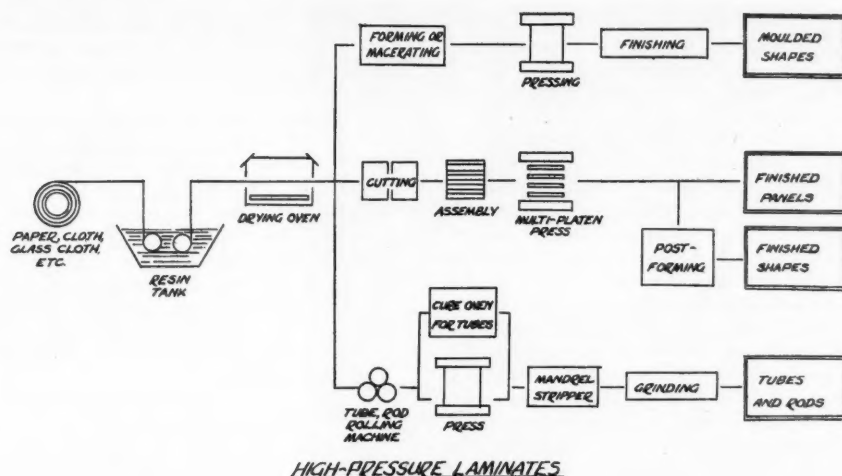 FORMING OR
MACERATING
PRESSING
FINISHING
MOULDED
SHAPES
PAPER, CLOTH,
GLASS CLOTH,
ETC.
RESIN
TANK
DRYING OVEN
CUTTING
ASSEMBLY
MULTI-PLATEN
PRESS
FINISHED
PANELS
POST-
FORMING
FINISHED
SHAPES
TUBE, ROD
ROLLING
MACHINE
CURE OVEN
FOR TUBES
PRESS
MANDREL
STRIPPER
GRINDING
TUBES
AND RODS
HIGH-PRESSURE LAMINATES